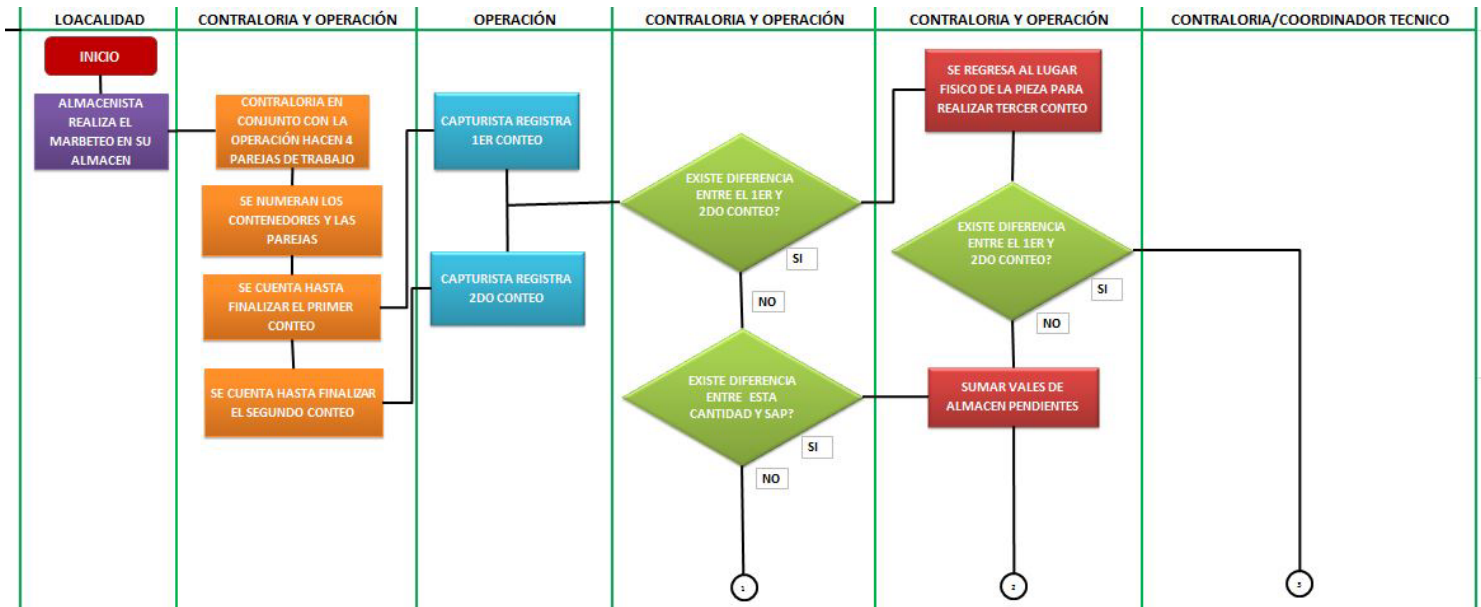 LOACALIDAD
CONTRALORIA Y OPERACIÓN
OPERACIÓN
CONTRALORIA Y OPERACIÓN
CONTRALORIA Y OPERACIÓN
CONTRALORIA/COORDINADOR TECNICO
INICIO
ALMACENISTA
REALIZA EL
MARBETEO EN SU
ALMACEN
CONTRALORIA EN
CONJUNTO CON LA
OPERACIÓN HACEN 4
PAREJAS DE TRABAJO
SE NUMERAN LOS
CONTENEDORES Y LAS
PAREJAS
SE CUENTA HASTA
FINALIZAR EL PRIMER
CONTEO
SE CUENTA HASTA FINALIZAR
EL SEGUNDO CONTEO
CAPTURISTA REGISTRA
1ER CONTEO
CAPTURISTA REGISTRA
2DO CONTEO
EXISTE DIFERENCIA
ENTRE EL 1ER Y
2DO CONTEO?
SI
NO
EXISTE DIFERENCIA
ENTRE ESTA
CANTIDAD Y SAP?
SI
NO
1
SE REGRESA AL LUGAR
FISICO DE LA PIEZA PARA
REALIZAR TERCER CONTEO
EXISTE DIFERENCIA
ENTRE EL 1ER Y
2DO CONTEO?
SI
NO
SUMAR VALES DE
ALMACEN PENDIENTES
2
3